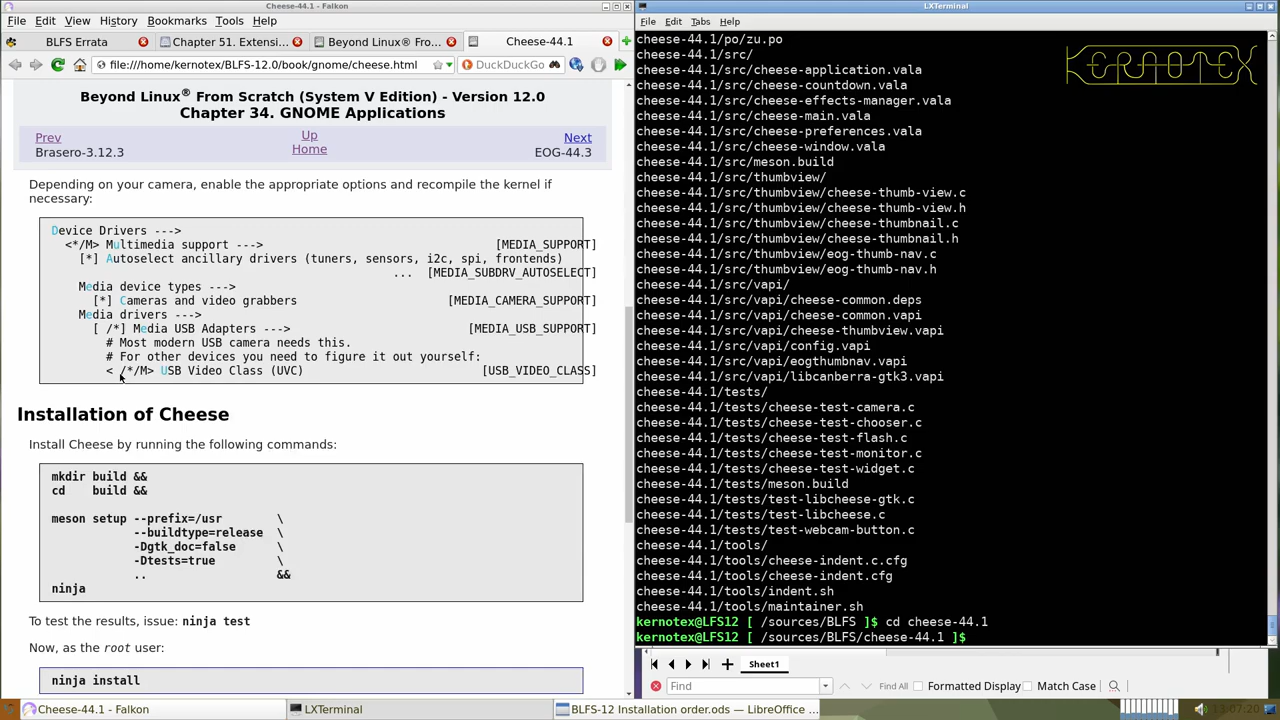 Cheese-44.1 - Falkon
File Edit View History Bookmarks Tools Help
BLFS Errata
Chapter 51. Extensi...
Beyond Linux® Fro...
Cheese-44.1
file:///home/kernotex/BLFS-12.0/book/gnome/cheese.html
DuckDuckGo
Beyond Linux® From Scratch (System V Edition) - Version 12.0
Chapter 34. GNOME Applications
Prev Up Next
Brasero-3.12.3 Home EOG-44.3
Depending on your camera, enable the appropriate options and recompile the kernel if
necessary:
Device Drivers --->
<*/M> Multimedia support ---> [MEDIA_SUPPORT]
[*] Autoselect ancillary drivers (tuners, sensors, i2c, spi, frontends)
... [MEDIA_SUBDRV_AUTOSELECT]
Media device types --->
[*] Cameras and video grabbers [MEDIA_CAMERA_SUPPORT]
Media drivers --->
[ /*] Media USB Adapters ---> [MEDIA_USB_SUPPORT]
# Most modern USB camera needs this.
# For other devices you need to figure it out yourself:
< /*/M> USB Video Class (UVC) [USB_VIDEO_CLASS]
Installation of Cheese
Install Cheese by running the following commands:
mkdir build &&
cd build &&
meson setup --prefix=/usr \
--buildtype=release \
-Dgtk_doc=false \
-Dtests=true \
.. &&
ninja
To test the results, issue: ninja test
Now, as the root user:
ninja install
LXTerminal
File Edit Tabs Help
KERNOTEX
cheese-44.1/po/zu.po
cheese-44.1/src/
cheese-44.1/src/cheese-application.vala
cheese-44.1/src/cheese-countdown.vala
cheese-44.1/src/cheese-effects-manager.vala
cheese-44.1/src/cheese-main.vala
cheese-44.1/src/cheese-preferences.vala
cheese-44.1/src/cheese-window.vala
cheese-44.1/src/meson.build
cheese-44.1/src/thumbview/
cheese-44.1/src/thumbview/cheese-thumb-view.c
cheese-44.1/src/thumbview/cheese-thumb-view.h
cheese-44.1/src/thumbview/cheese-thumbnail.c
cheese-44.1/src/thumbview/cheese-thumbnail.h
cheese-44.1/src/thumbview/eog-thumb-nav.c
cheese-44.1/src/thumbview/eog-thumb-nav.h
cheese-44.1/src/vapi/
cheese-44.1/src/vapi/cheese-common.deps
cheese-44.1/src/vapi/cheese-common.vapi
cheese-44.1/src/vapi/cheese-thumbview.vapi
cheese-44.1/src/vapi/config.vapi
cheese-44.1/src/vapi/eogthumbnav.vapi
cheese-44.1/src/vapi/libcanberra-gtk3.vapi
cheese-44.1/tests/
cheese-44.1/tests/cheese-test-camera.c
cheese-44.1/tests/cheese-test-chooser.c
cheese-44.1/tests/cheese-test-flash.c
cheese-44.1/tests/cheese-test-monitor.c
cheese-44.1/tests/cheese-test-widget.c
cheese-44.1/tests/meson.build
cheese-44.1/tests/test-libcheese-gtk.c
cheese-44.1/tests/test-libcheese.c
cheese-44.1/tests/test-webcam-button.c
cheese-44.1/tools/
cheese-44.1/tools/cheese-indent.c.cfg
cheese-44.1/tools/cheese-indent.cfg
cheese-44.1/tools/indent.sh
cheese-44.1/tools/maintainer.sh
kernotex@LFS12 [ /sources/BLFS ]$ cd cheese-44.1
kernotex@LFS12 [ /sources/BLFS/cheese-44.1 ]$
Sheet1
Find Find All Formatted Display Match Case
Cheese-44.1 - Falkon
LXTerminal
BLFS-12 Installation order.ods — LibreOffice ...
13:07:20